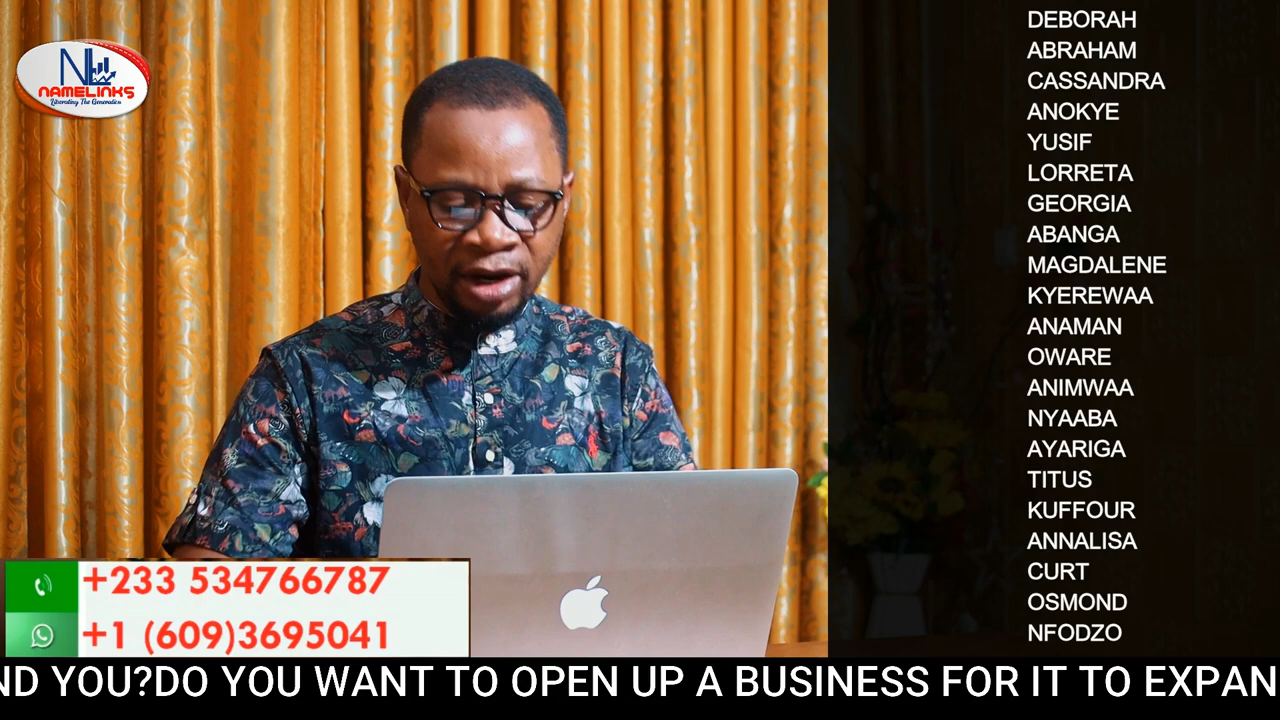 NL
NAMELINKS
Liberating The Generation
DEBORAH
ABRAHAM
CASSANDRA
ANOKYE
YUSIF
LORRETA
GEORGIA
ABANGA
MAGDALENE
KYEREWAA
ANAMAN
OWARE
ANIMWAA
NYAABA
AYARIGA
TITUS
KUFFOUR
ANNALISA
CURT
OSMOND
NFODZO
+233 534766787
+1 (609)3695041
ND YOU?DO YOU WANT TO OPEN UP A BUSINESS FOR IT TO EXPAN